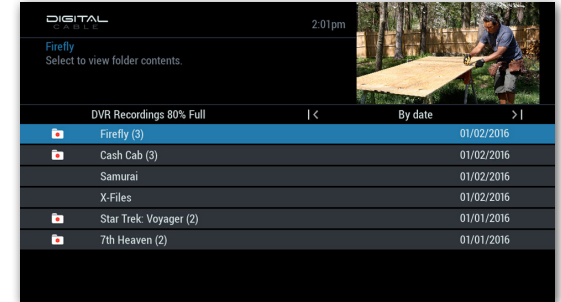 DIGITAL
CABLE
2:01pm
Firefly
Select to view folder contents.
DVR Recordings 80% Full |< By date >|
Firefly (3) 01/02/2016
Cash Cab (3) 01/02/2016
Samurai 01/02/2016
X-Files 01/02/2016
Star Trek: Voyager (2) 01/01/2016
7th Heaven (2) 01/01/2016